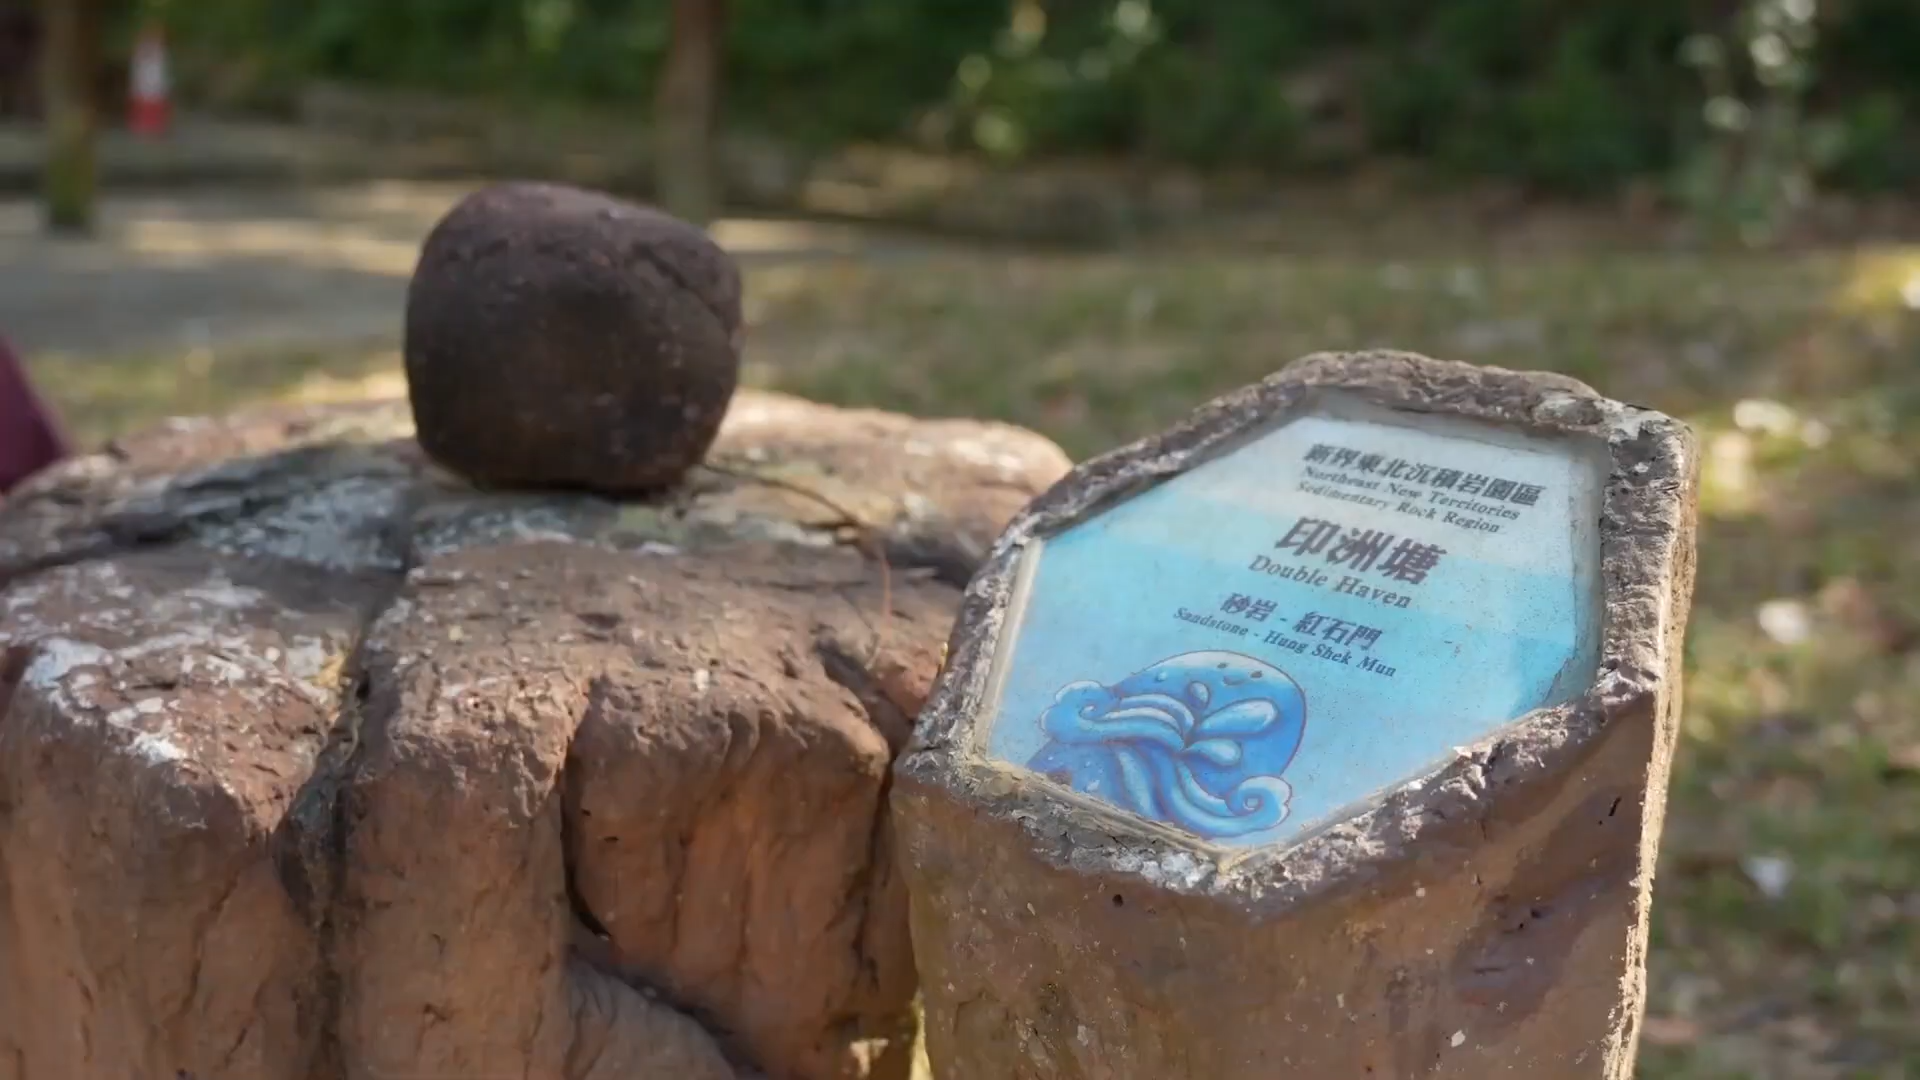 新界東北沉積岩園區
Northeast New Territories
Sedimentary Rock Region
印洲塘
Double Haven
砂岩 - 紅石門
Sandstone - Hung Shek Mun